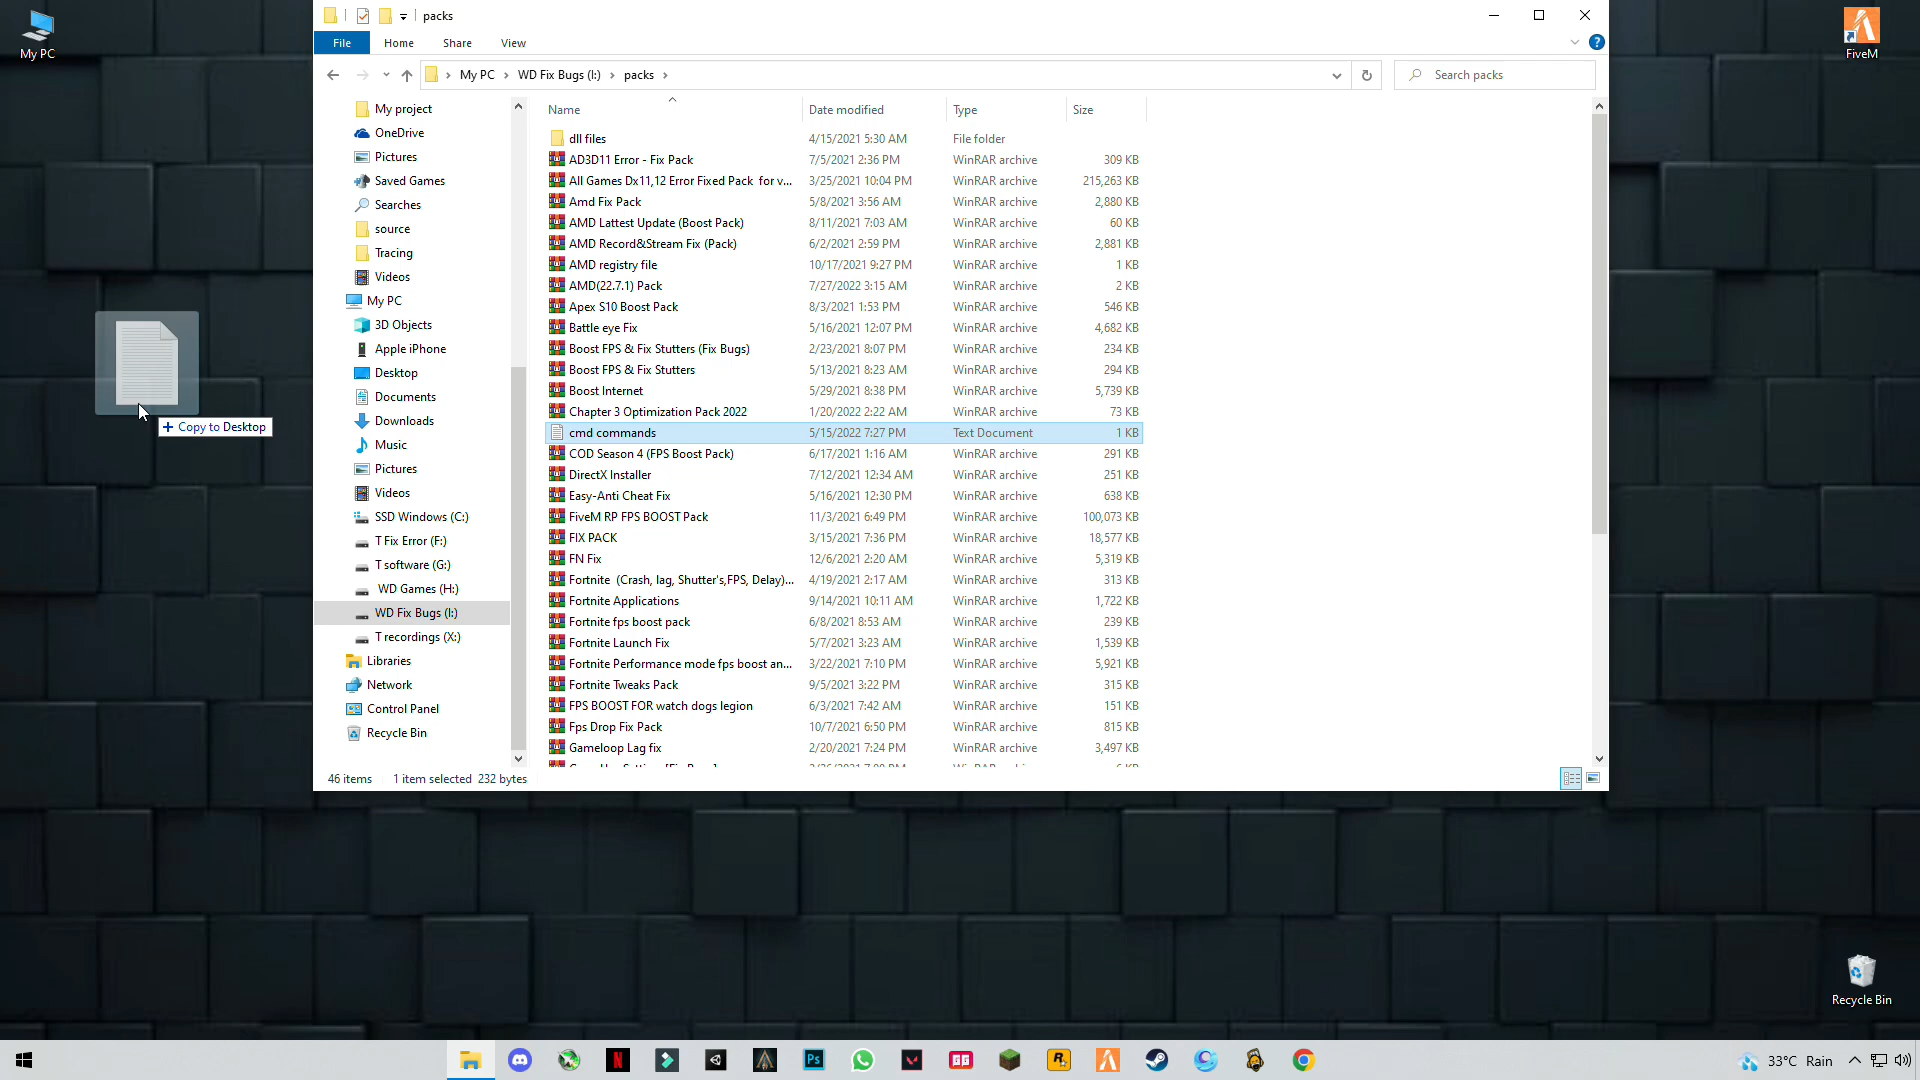 My PC
packs
File
Home
Share
View
My PC
WD Fix Bugs (I:)
packs
Search packs
FiveM
My project
OneDrive
Pictures
Saved Games
Searches
source
Tracing
Videos
My PC
3D Objects
Apple iPhone
Desktop
Documents
Downloads
Music
Pictures
Videos
SSD Windows (C:)
T Fix Error (F:)
T software (G:)
WD Games (H:)
WD Fix Bugs (I:)
T recordings (X:)
Libraries
Network
Control Panel
Recycle Bin
Name Date modified Type Size
dll files 4/15/2021 5:30 AM File folder
AD3D11 Error - Fix Pack 7/5/2021 2:36 PM WinRAR archive 309 KB
All Games Dx11,12 Error Fixed Pack for v... 3/25/2021 10:04 PM WinRAR archive 215,263 KB
Amd Fix Pack 5/8/2021 3:56 AM WinRAR archive 2,880 KB
AMD Lattest Update (Boost Pack) 8/11/2021 7:03 AM WinRAR archive 60 KB
AMD Record&Stream Fix (Pack) 6/2/2021 2:59 PM WinRAR archive 2,881 KB
AMD registry file 10/17/2021 9:27 PM WinRAR archive 1 KB
AMD(22.7.1) Pack 7/27/2022 3:15 AM WinRAR archive 2 KB
Apex S10 Boost Pack 8/3/2021 1:53 PM WinRAR archive 546 KB
Battle eye Fix 5/16/2021 12:07 PM WinRAR archive 4,682 KB
Boost FPS & Fix Stutters (Fix Bugs) 2/23/2021 8:07 PM WinRAR archive 234 KB
Boost FPS & Fix Stutters 5/13/2021 8:23 AM WinRAR archive 294 KB
Boost Internet 5/29/2021 8:38 PM WinRAR archive 5,739 KB
Chapter 3 Optimization Pack 2022 1/20/2022 2:22 AM WinRAR archive 73 KB
cmd commands 5/15/2022 7:27 PM Text Document 1 KB
COD Season 4 (FPS Boost Pack) 6/17/2021 1:16 AM WinRAR archive 291 KB
DirectX Installer 7/12/2021 12:34 AM WinRAR archive 251 KB
Easy-Anti Cheat Fix 5/16/2021 12:30 PM WinRAR archive 638 KB
FiveM RP FPS BOOST Pack 11/3/2021 6:49 PM WinRAR archive 100,073 KB
FIX PACK 3/15/2021 7:36 PM WinRAR archive 18,577 KB
FN Fix 12/6/2021 2:20 AM WinRAR archive 5,319 KB
Fortnite (Crash, lag, Shutter's,FPS, Delay)... 4/19/2021 2:17 AM WinRAR archive 313 KB
Fortnite Applications 9/14/2021 10:11 AM WinRAR archive 1,722 KB
Fortnite fps boost pack 6/8/2021 8:53 AM WinRAR archive 239 KB
Fortnite Launch Fix 5/7/2021 3:23 AM WinRAR archive 1,539 KB
Fortnite Performance mode fps boost an... 3/22/2021 7:10 PM WinRAR archive 5,921 KB
Fortnite Tweaks Pack 9/5/2021 3:22 PM WinRAR archive 315 KB
FPS BOOST FOR watch dogs legion 6/3/2021 7:42 AM WinRAR archive 151 KB
Fps Drop Fix Pack 10/7/2021 6:50 PM WinRAR archive 815 KB
Gameloop Lag fix 2/20/2021 7:24 PM WinRAR archive 3,497 KB
46 items 1 item selected 232 bytes
+ Copy to Desktop
Recycle Bin
33°C Rain